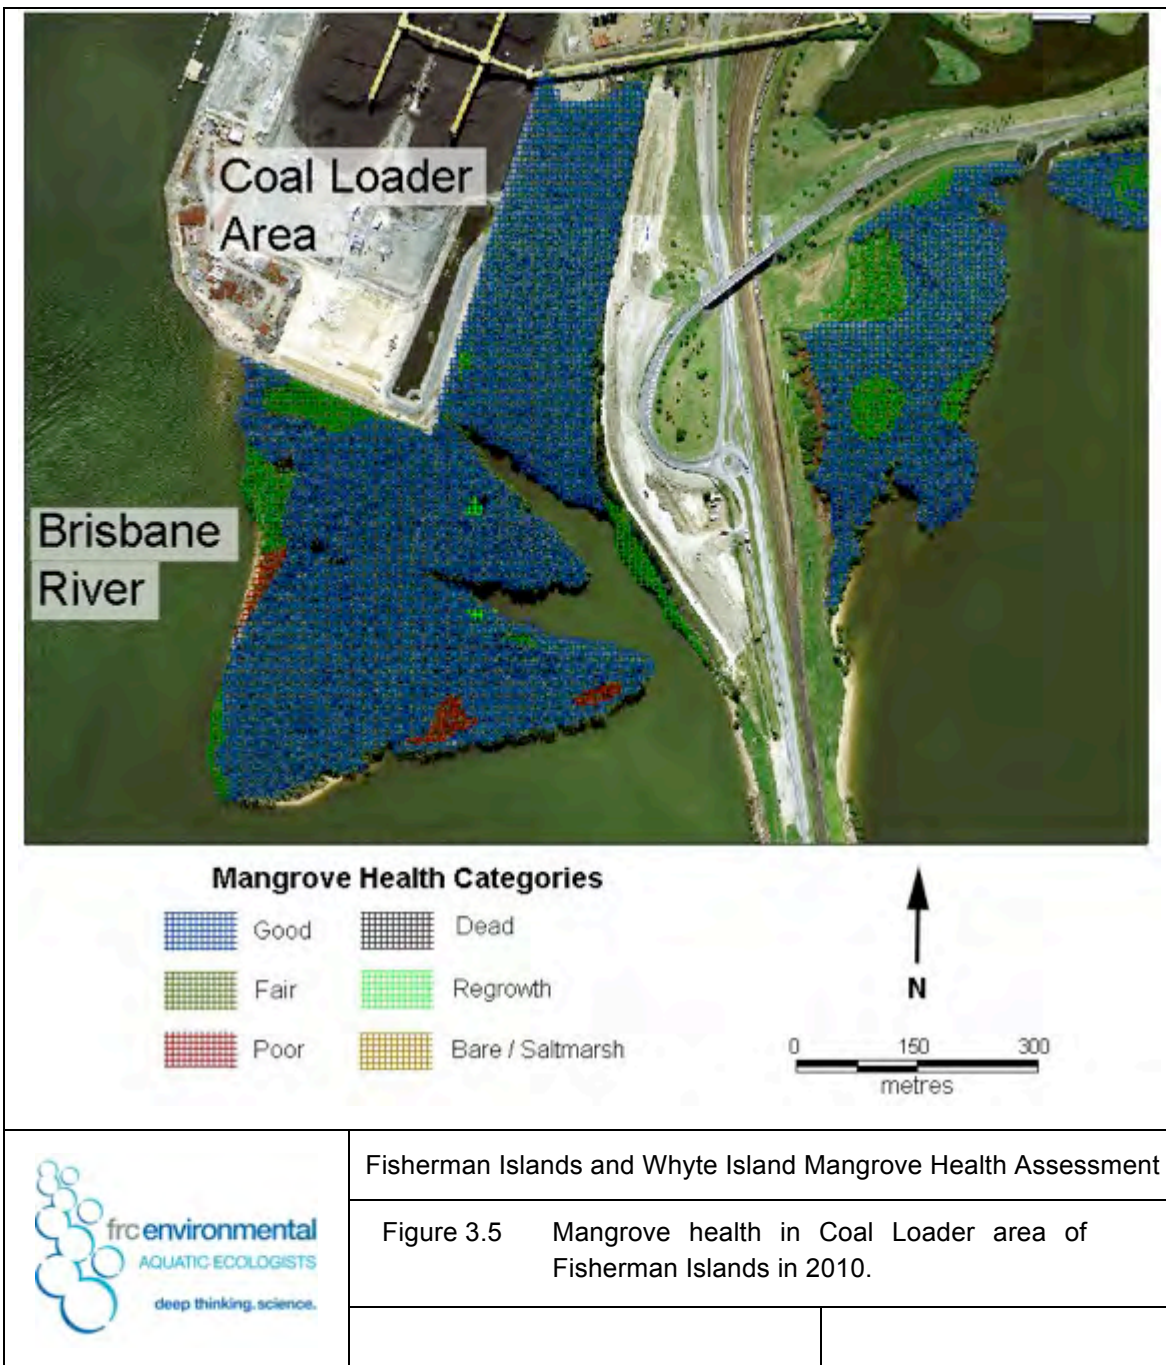 Coal Loader
Area
Brisbane
River
Mangrove Health Categories
Good
Dead
Fair
Regrowth
Poor
Bare / Saltmarsh
N
0 150 300
metres
frc environmental
AQUATIC ECOLOGISTS
deep thinking. science.
Fisherman Islands and Whyte Island Mangrove Health Assessment
Figure 3.5 Mangrove health in Coal Loader area of
Fisherman Islands in 2010.